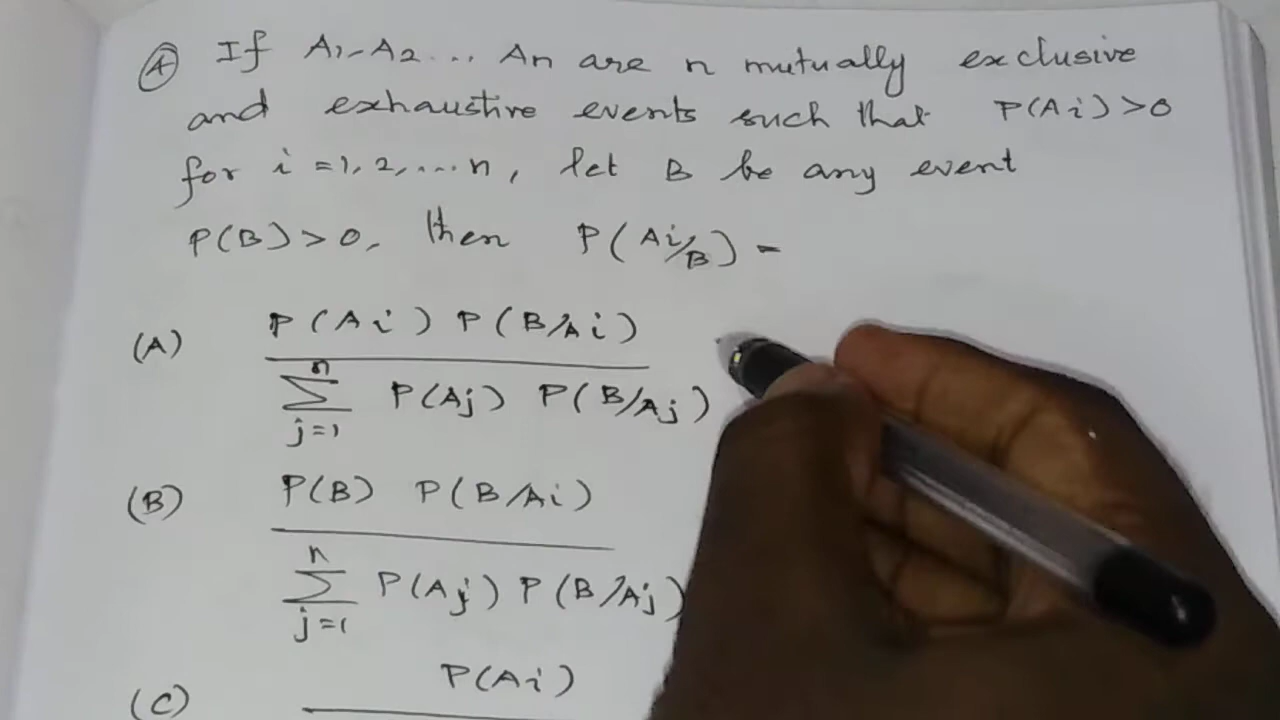 ④ If A1, A2... An are n mutually exclusive
and exhaustive events such that P(Ai)>0
for i=1,2,...n, let B be any event
P(B)>0, then P(Ai/B) =
(A) P(Ai) P(B/Ai)
n
∑ P(Aj) P(B/Aj)
j=1
(B) P(B) P(B/Ai)
n
∑ P(Aj) P(B/Aj)
j=1
(C) P(Ai)